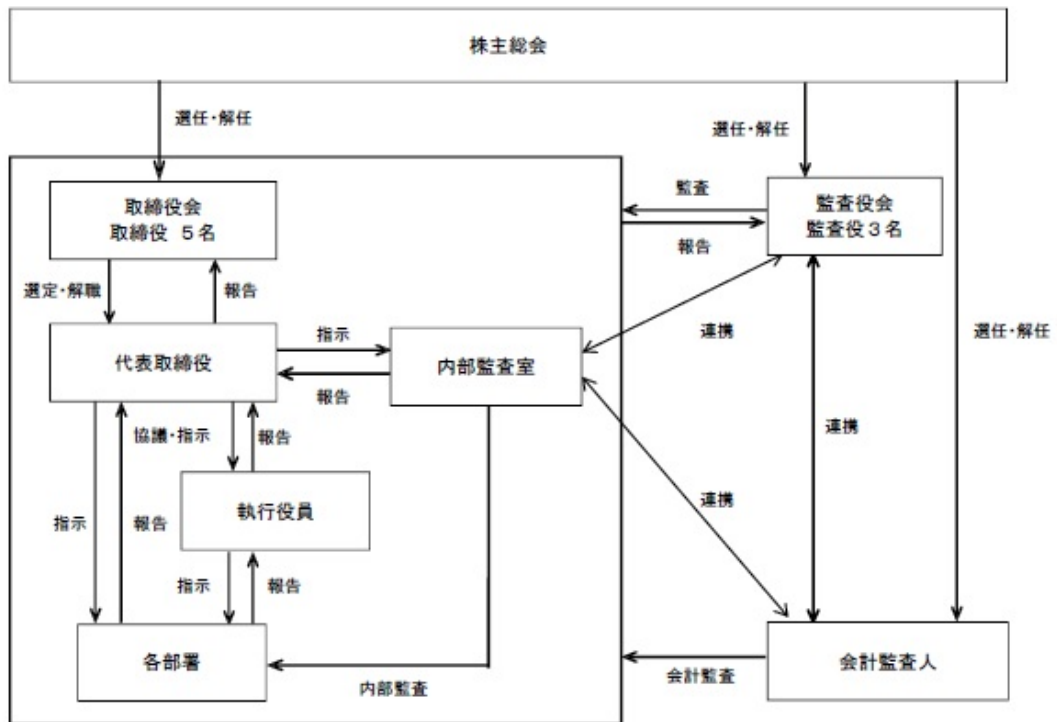 株主総会
選任・解任
選任・解任
取締役会
取締役 5名
監査
監査役会
監査役3名
報告
選定・解職
報告
選任・解任
代表取締役
指示
報告
内部監査室
連携
協議・指示
報告
連携
執行役員
連携
指示
報告
指示
報告
各部署
内部監査
会計監査
会計監査人